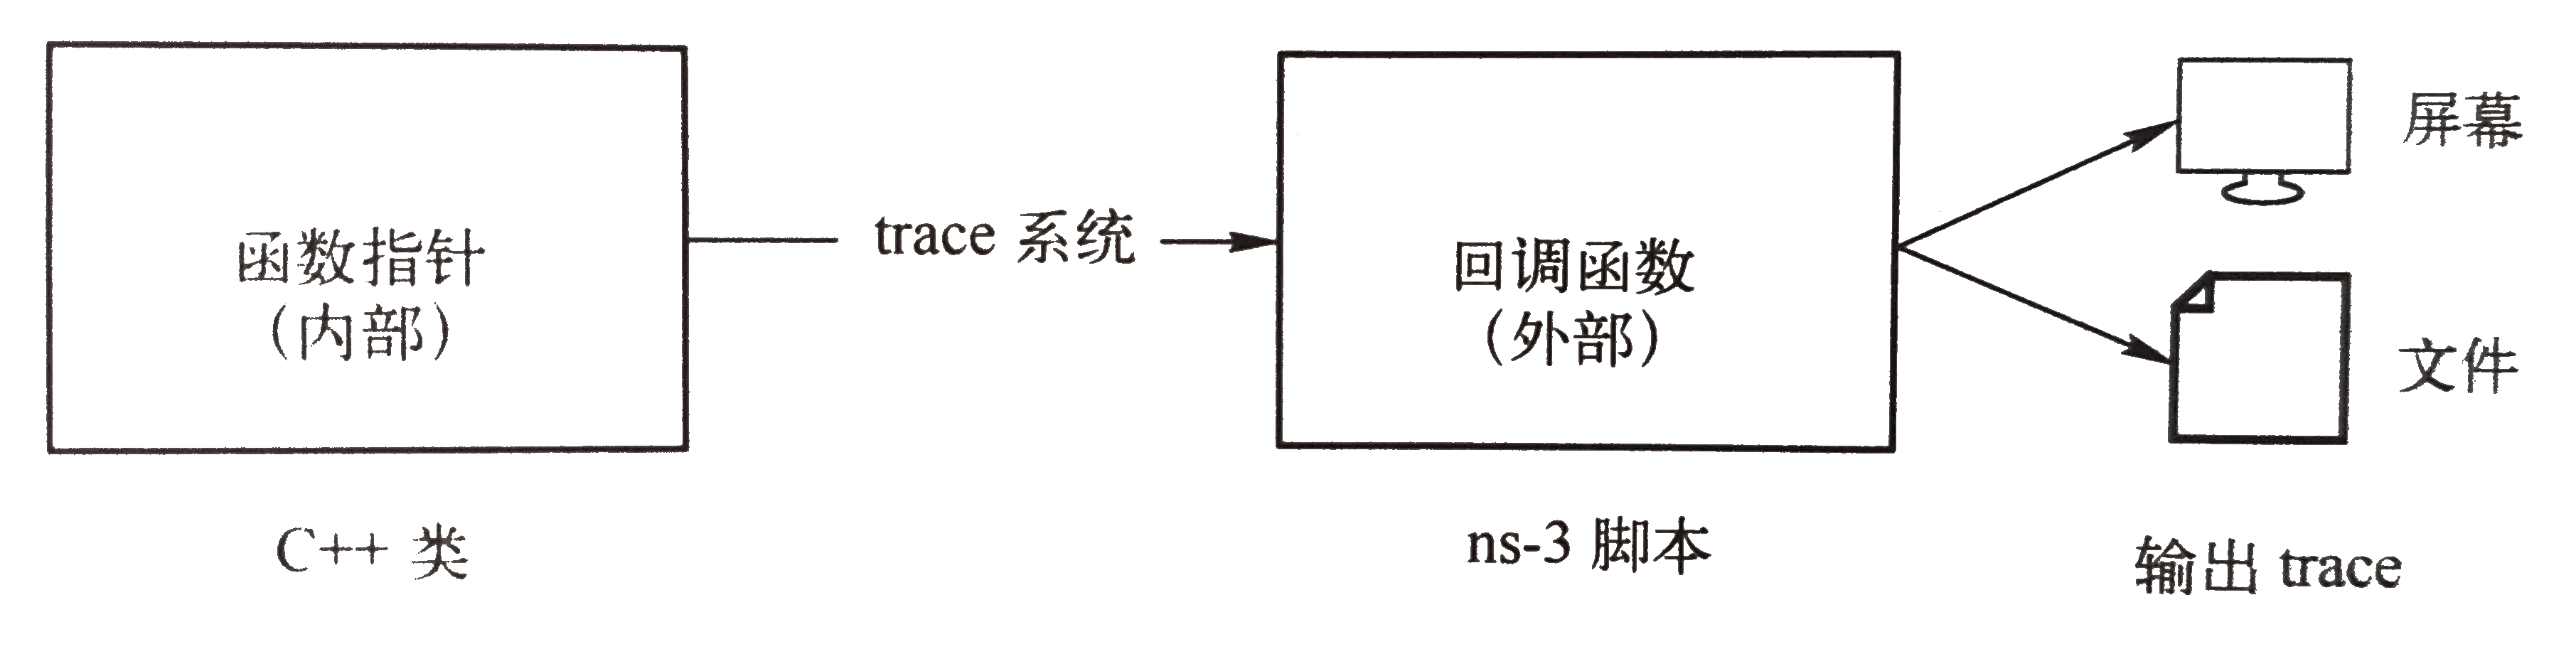 函数指针
（内部）
C++ 类
trace 系统
回调函数
（外部）
ns-3 脚本
屏幕
文件
输出 trace